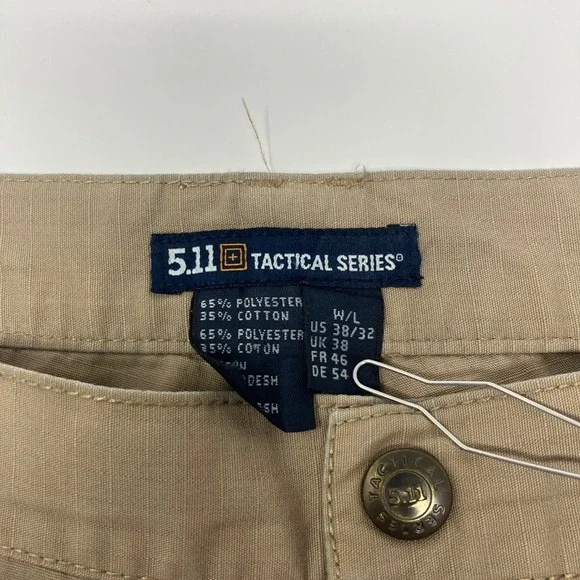 5.11 TACTICAL SERIES
65% POLYESTER
35% COTTON
65% POLYESTER
35% COTTON
W/L
US 38/32
UK 38
FR 46
DE 54
TACTICAL
5.11
SERIES